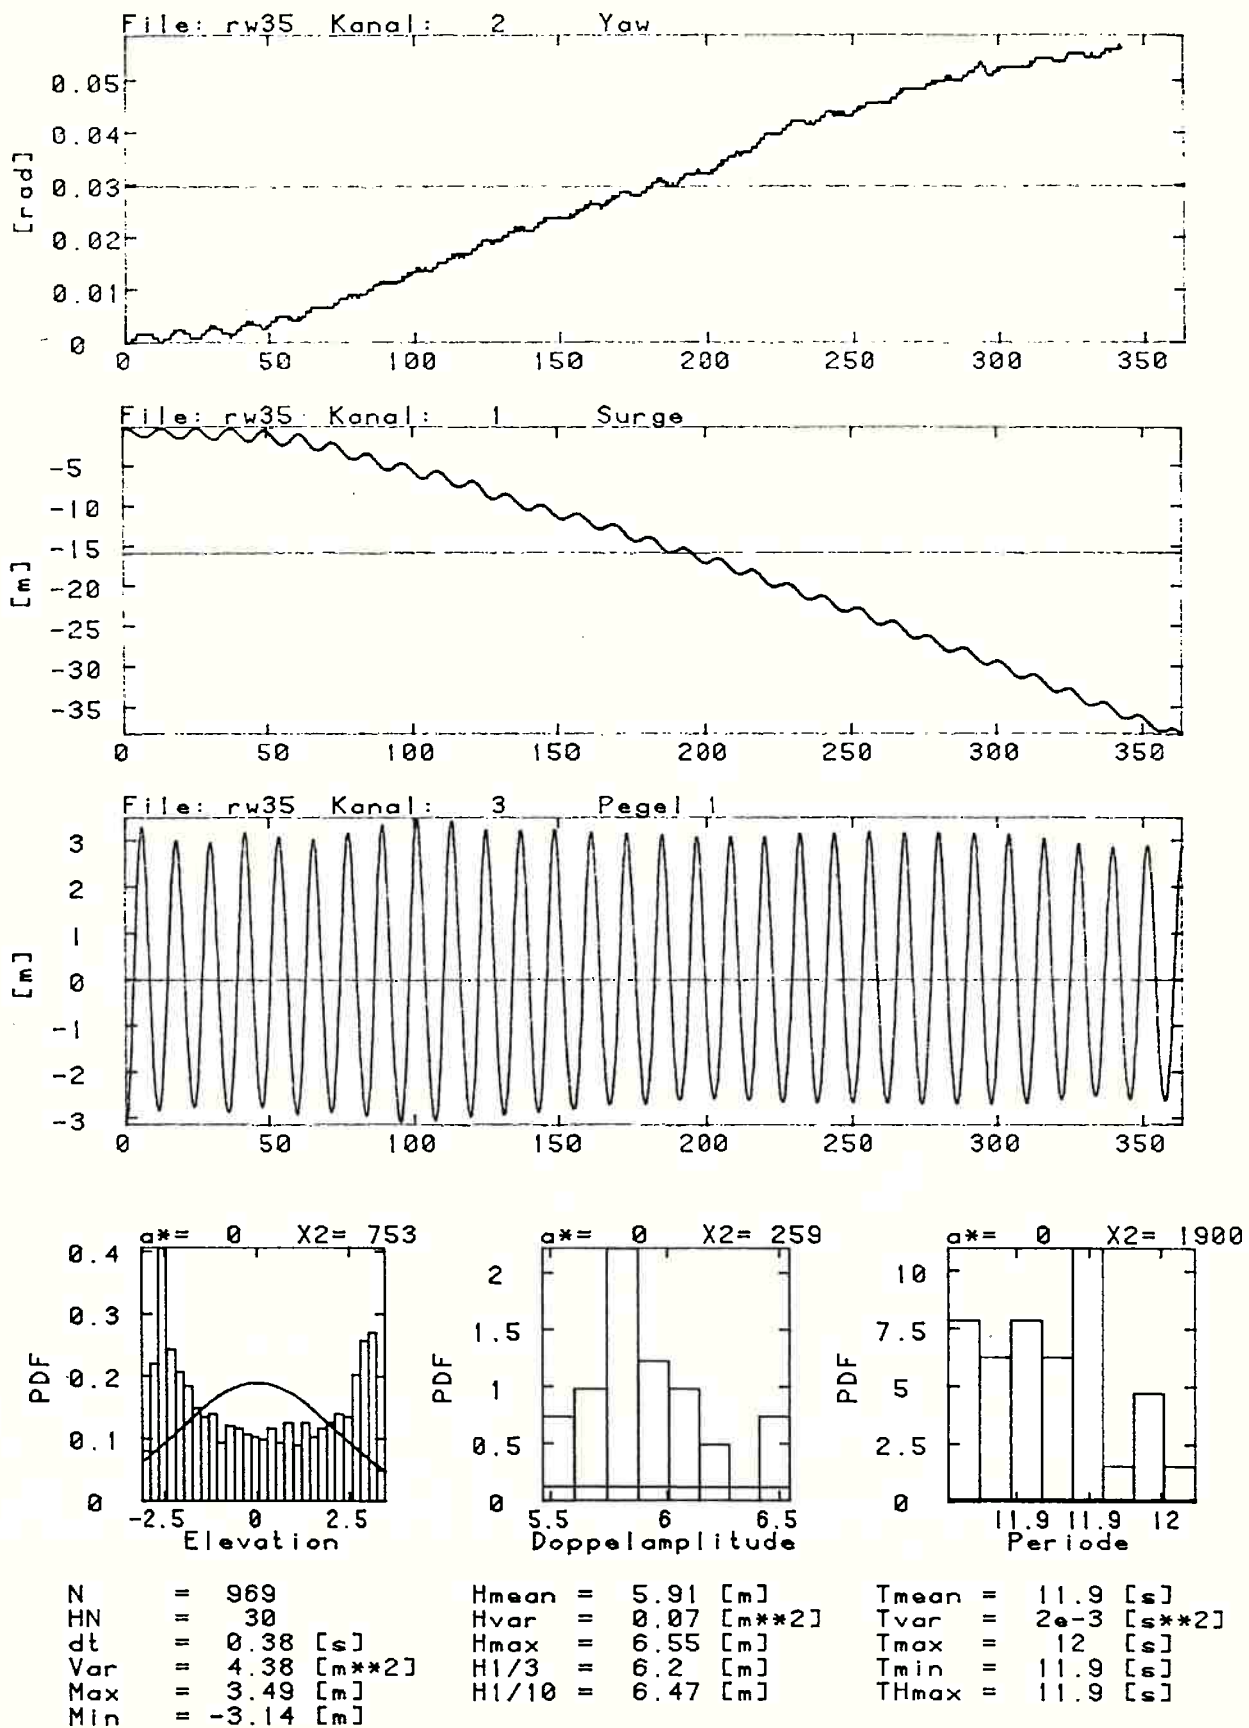 File: rw35 Kanal: 2 Yaw
[rad]
0.05
0.04
0.03
0.02
0.01
0
0 50 100 150 200 250 300 350
File: rw35 Kanal: 1 Surge
[m]
-5
-10
-15
-20
-25
-30
-35
0 50 100 150 200 250 300 350
File: rw35 Kanal: 3 Pegel 1
[m]
3
2
1
0
-1
-2
-3
0 50 100 150 200 250 300 350
a*= 0 X2= 753
PDF
0.4
0.3
0.2
0.1
0
-2.5 0 2.5
Elevation
a*= 0 X2= 259
PDF
2
1.5
1
0.5
0
5.5 6 6.5
Doppelamplitude
a*= 0 X2= 1900
PDF
10
7.5
5
2.5
0
11.9 11.9 12
Periode
N = 969
HN = 30
dt = 0.38 [s]
Var = 4.38 [m**2]
Max = 3.49 [m]
Min = -3.14 [m]
Hmean = 5.91 [m]
Hvar = 0.07 [m**2]
Hmax = 6.55 [m]
H1/3 = 6.2 [m]
H1/10 = 6.47 [m]
Tmean = 11.9 [s]
Tvar = 2e-3 [s**2]
Tmax = 12 [s]
Tmin = 11.9 [s]
THmax = 11.9 [s]